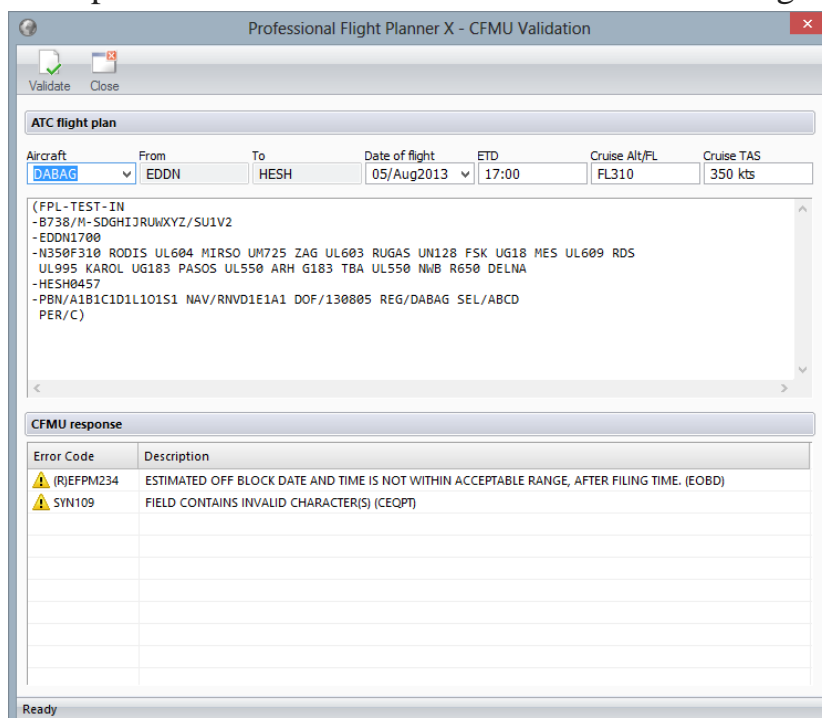 Professional Flight Planner X - CFMU Validation
Validate Close
ATC flight plan
Aircraft From To Date of flight ETD Cruise Alt/FL Cruise TAS
DABAG EDDN HESH 05/Aug2013 17:00 FL310 350 kts
(FPL-TEST-IN
-B738/M-SDGHIJRUWXYZ/SU1V2
-EDDN1700
-N350F310 RODIS UL604 MIRSO UM725 ZAG UL603 RUGAS UN128 FSK UG18 MES UL609 RDS
UL995 KAROL UG183 PASOS UL550 ARH G183 TBA UL550 NWB R650 DELNA
-HESH0457
-PBN/A1B1C1D1L1O1S1 NAV/RNVD1E1A1 DOF/130805 REG/DABAG SEL/ABCD
PER/C)
CFMU response
Error Code Description
(R)EFPM234 ESTIMATED OFF BLOCK DATE AND TIME IS NOT WITHIN ACCEPTABLE RANGE, AFTER FILING TIME. (EOBD)
SYN109 FIELD CONTAINS INVALID CHARACTER(S) (CEQPT)
Ready